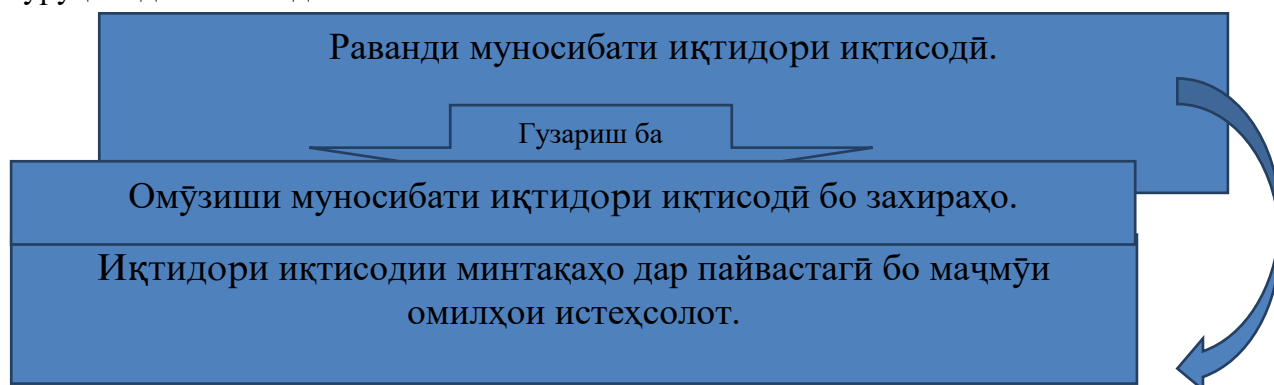 Раванди муносибати иқтидори иқтисодӣ.
Гузариш ба
Омӯзиши муносибати иқтидори иқтисодӣ бо захираҳо.
Иқтидори иқтисодии минтақаҳо дар пайвастагӣ бо маҷмӯи
омилҳои истеҳсолот.